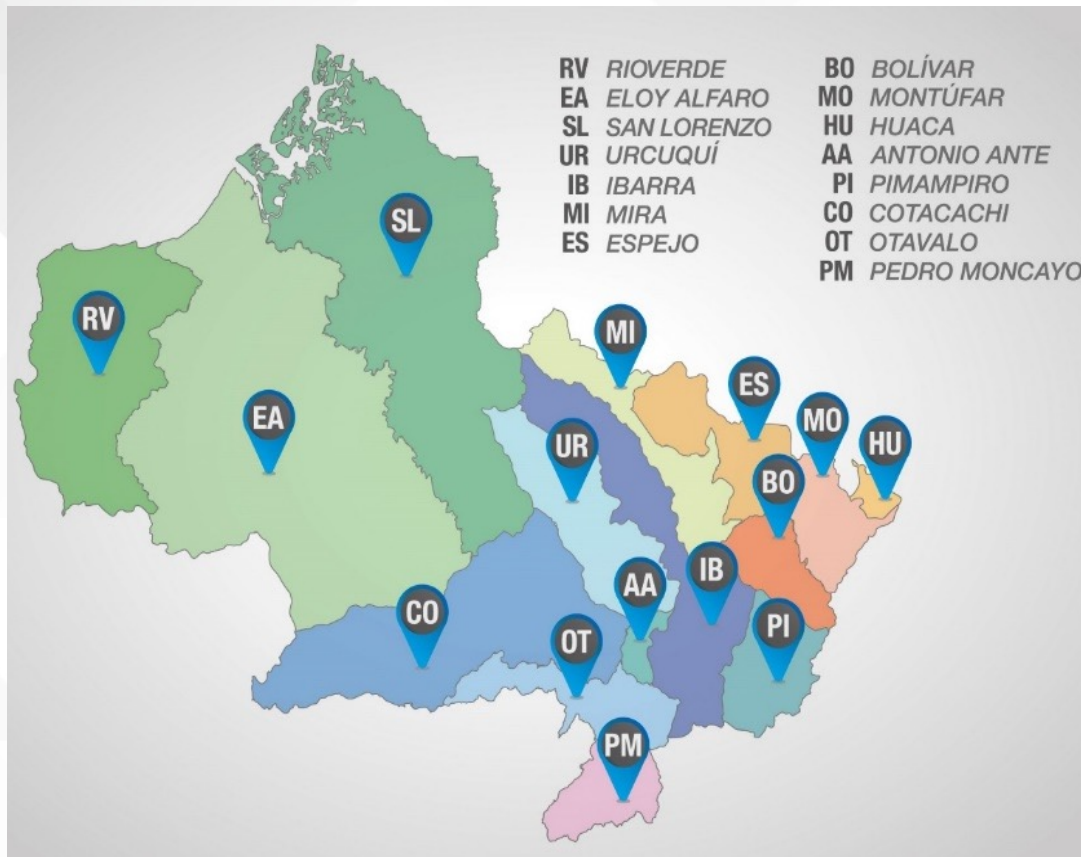 RV RIOVERDE
EA ELOY ALFARO
SL SAN LORENZO
UR URCUQUÍ
IB IBARRA
MI MIRA
ES ESPEJO
BO BOLÍVAR
MO MONTÚFAR
HU HUACA
AA ANTONIO ANTE
PI PIMAMPIRO
CO COTACACHI
OT OTAVALO
PM PEDRO MONCAYO
SL
RV
MI
ES
EA
MO
UR
HU
BO
IB
AA
CO
PI
OT
PM